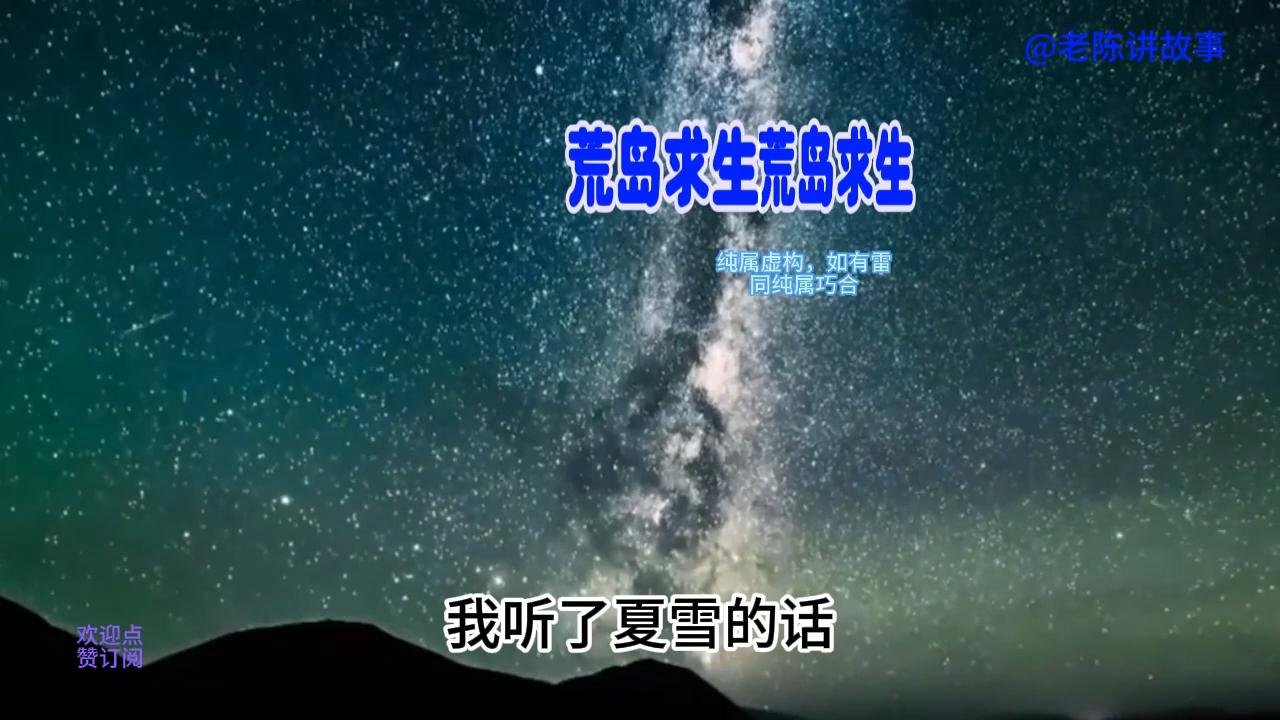 @老陈讲故事
荒岛求生荒岛求生
纯属虚构，如有雷
同纯属巧合
我听了夏雪的话
欢迎点
赞订阅